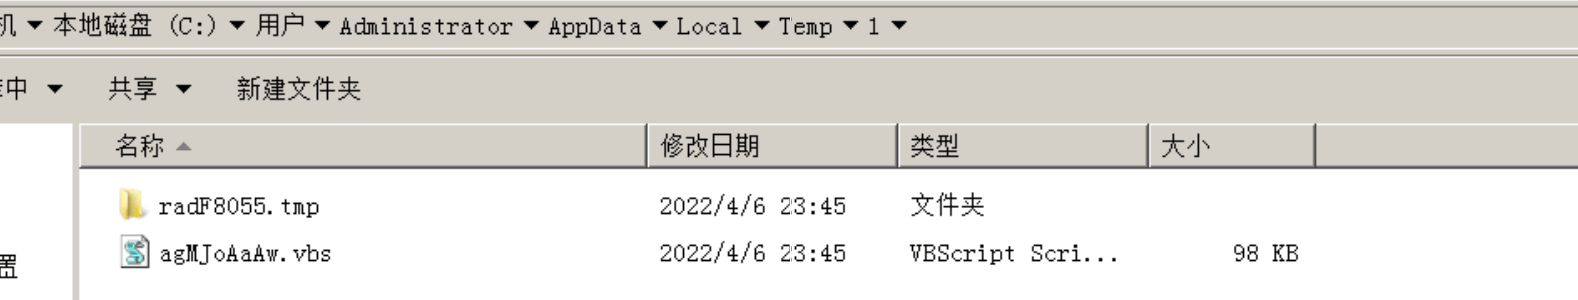 机 ▼ 本地磁盘 (C:) ▼ 用户 ▼ Administrator ▼ AppData ▼ Local ▼ Temp ▼ 1 ▼
中 ▼ 共享 ▼ 新建文件夹
名称 修改日期 类型 大小
radF8055.tmp 2022/4/6 23:45 文件夹
agMJoAaAw.vbs 2022/4/6 23:45 VBScript Scri... 98 KB
置